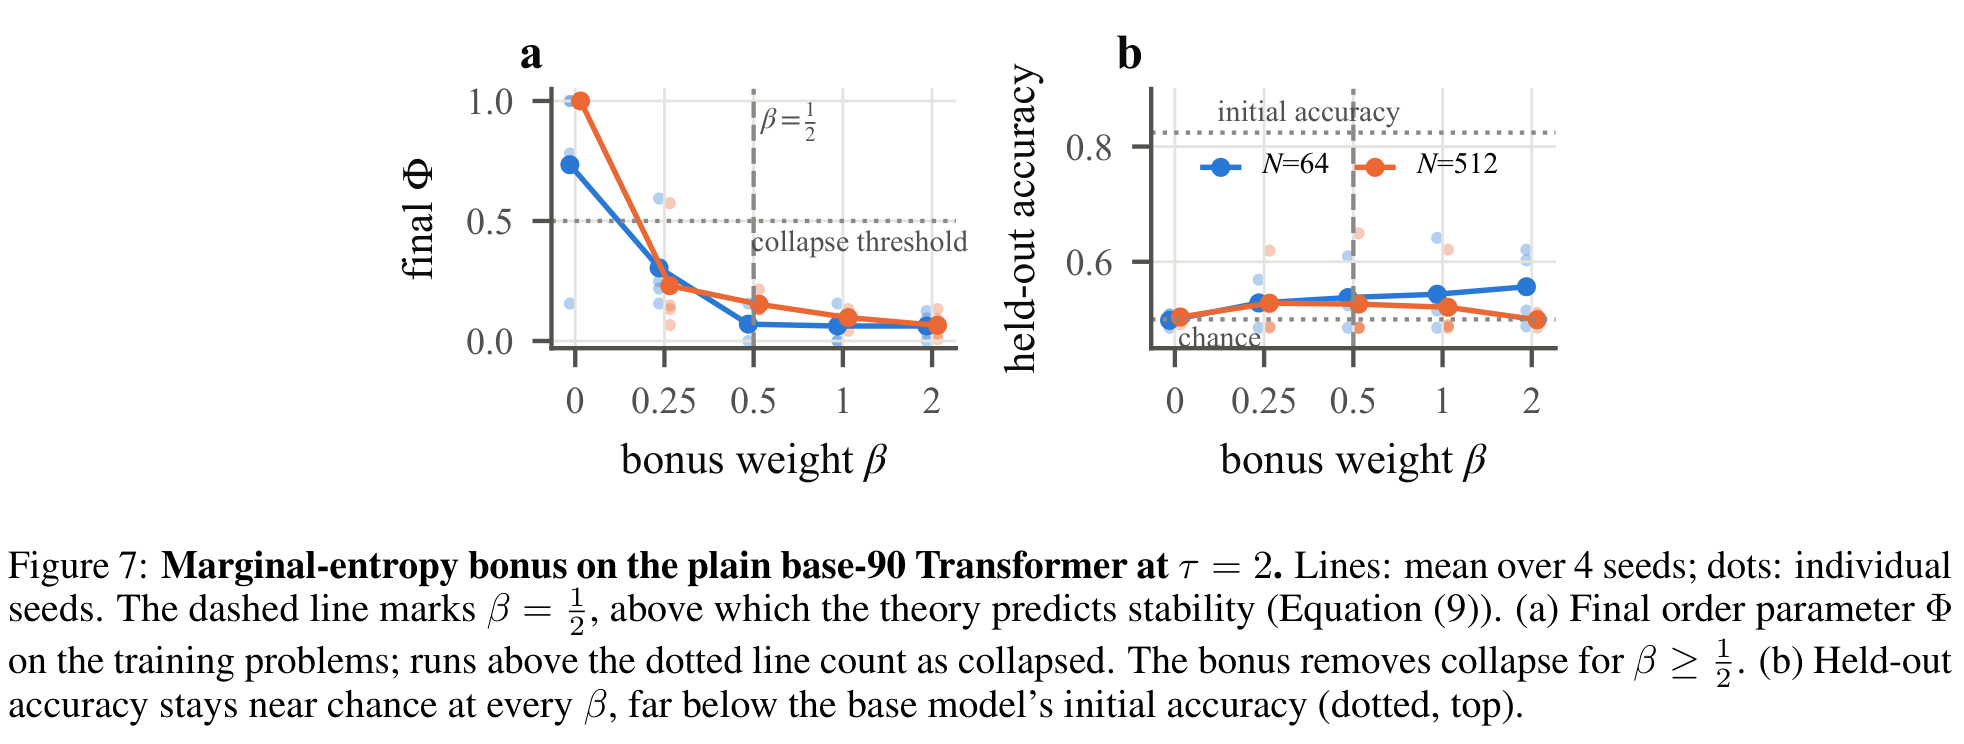 a
1.0
0.5
0.0
final Φ
β=1/2
collapse threshold
0 0.25 0.5 1 2
bonus weight β
b
0.8
0.6
held-out accuracy
initial accuracy
N=64 N=512
chance
0 0.25 0.5 1 2
bonus weight β
Figure 7: Marginal-entropy bonus on the plain base-90 Transformer at τ = 2. Lines: mean over 4 seeds; dots: individual
seeds. The dashed line marks β = 1/2, above which the theory predicts stability (Equation (9)). (a) Final order parameter Φ
on the training problems; runs above the dotted line count as collapsed. The bonus removes collapse for β ≥ 1/2. (b) Held-out
accuracy stays near chance at every β, far below the base model's initial accuracy (dotted, top).